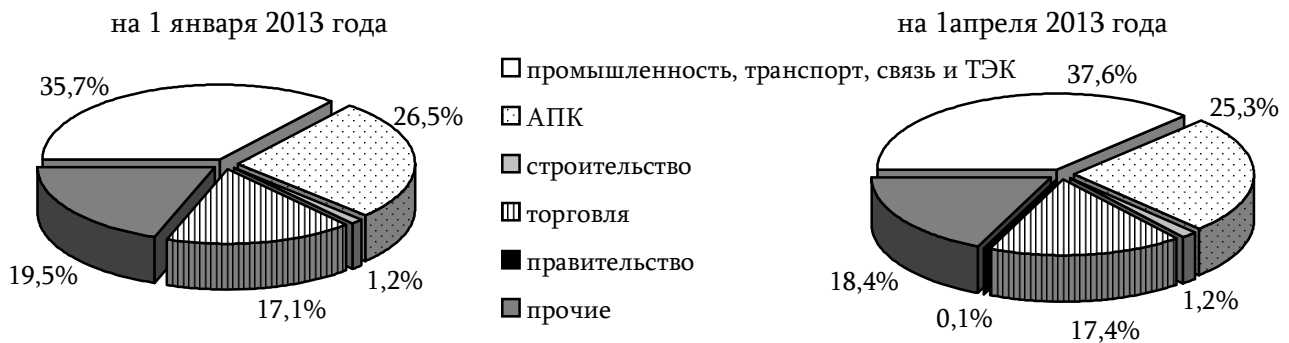 на 1 января 2013 года
35,7%
26,5%
19,5%
17,1%
1,2%
промышленность, транспорт, связь и ТЭК
АПК
строительство
торговля
правительство
прочие
на 1апреля 2013 года
37,6%
25,3%
18,4%
0,1%
17,4%
1,2%